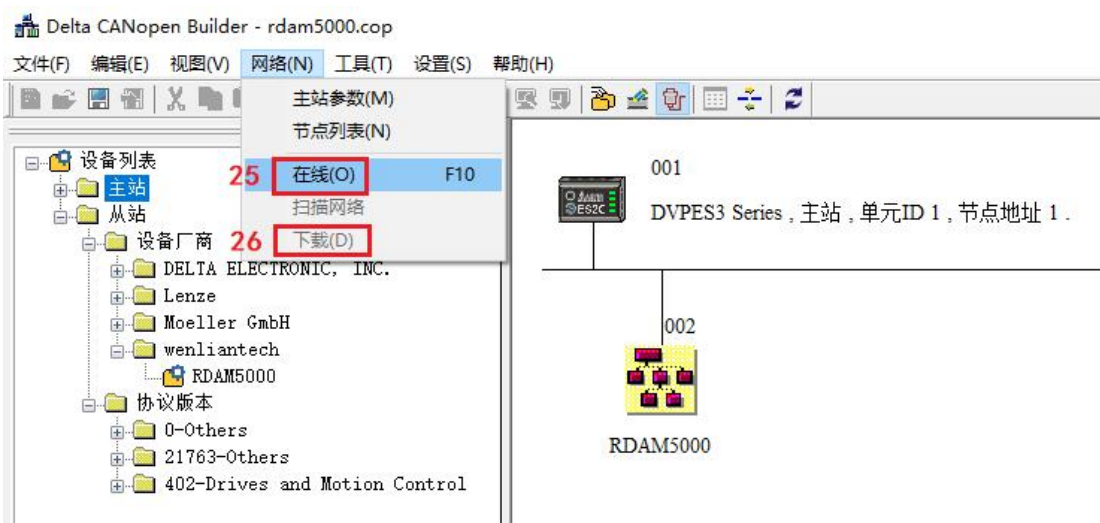 Delta CANopen Builder - rdam5000.cop
文件(F) 编辑(E) 视图(V) 网络(N) 工具(T) 设置(S) 帮助(H)
主站参数(M)
节点列表(N)
25 在线(O) F10
扫描网络
26 下载(D)
设备列表
主站
从站
设备厂商
DELTA ELECTRONIC, INC.
Lenze
Moeller GmbH
wenliantech
RDAM5000
协议版本
0-Others
21763-Others
402-Drives and Motion Control
001
ES2C
DVPES3 Series , 主站 , 单元ID 1 , 节点地址 1 .
002
RDAM5000